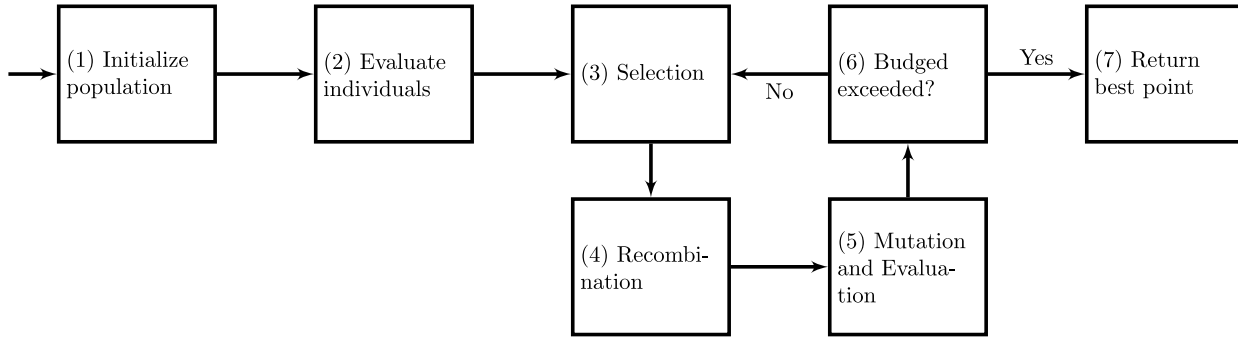 (1) Initialize
population
(2) Evaluate
individuals
(3) Selection
No
(6) Budged
exceeded?
Yes
(7) Return
best point
(4) Recombi-
nation
(5) Mutation
and Evalua-
tion